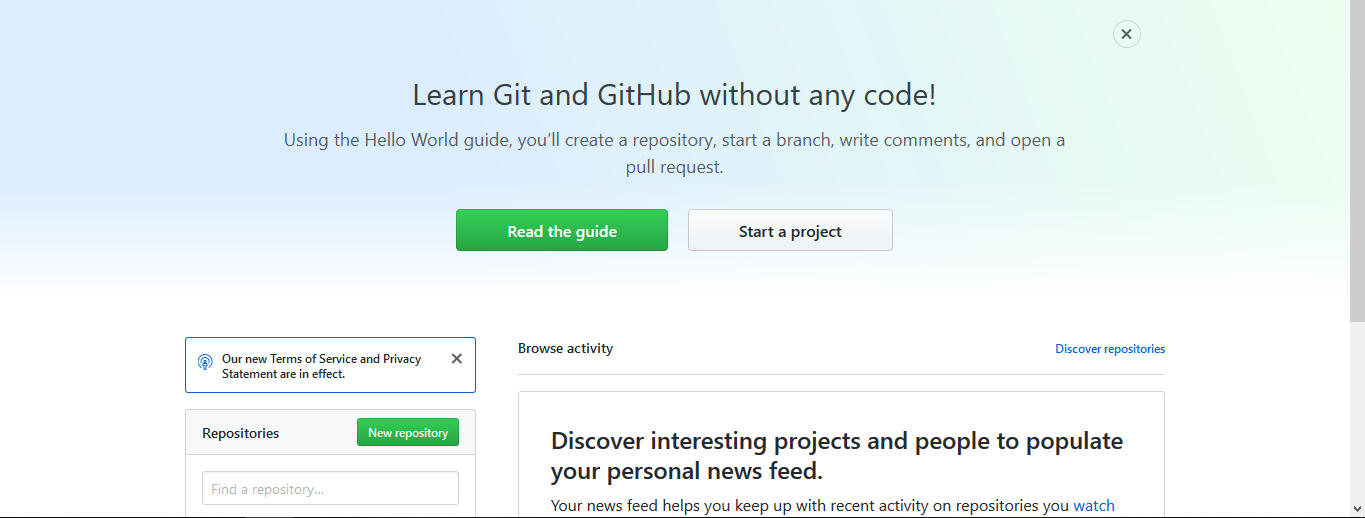 Learn Git and GitHub without any code!
Using the Hello World guide, you’ll create a repository, start a branch, write comments, and open a
pull request.
Read the guide
Start a project
Our new Terms of Service and Privacy
Statement are in effect.
Repositories
New repository
Find a repository...
Browse activity
Discover repositories
Discover interesting projects and people to populate
your personal news feed.
Your news feed helps you keep up with recent activity on repositories you watch